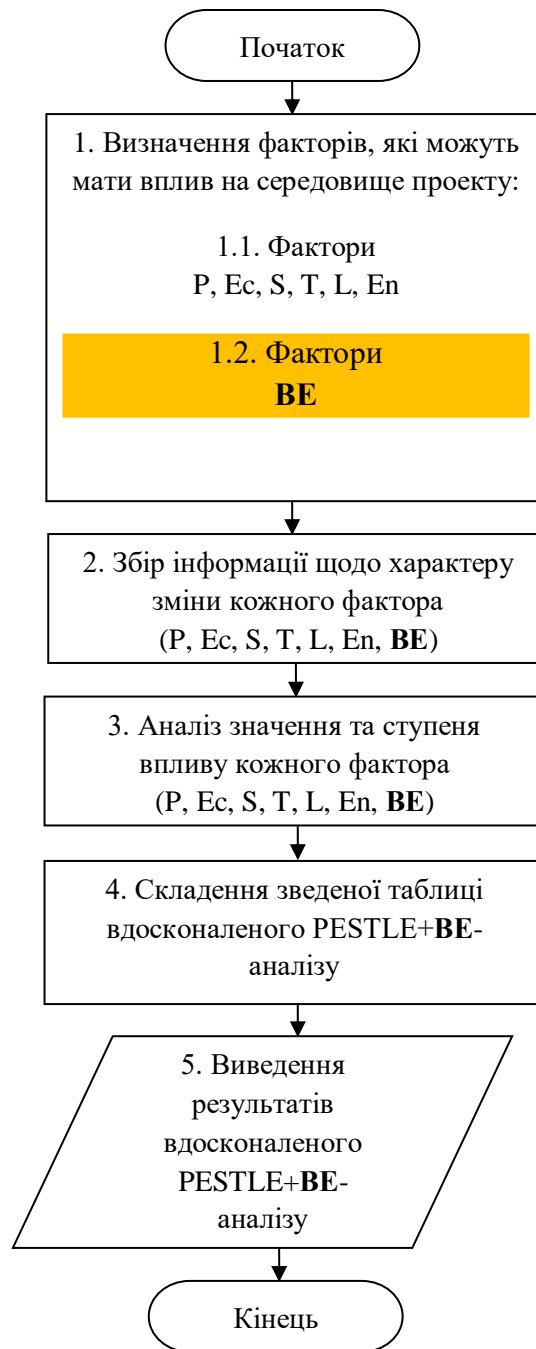 Початок
1. Визначення факторів, які можуть
мати вплив на середовище проекту:
1.1. Фактори
P, Ec, S, T, L, En
1.2. Фактори
BE
2. Збір інформації щодо характеру
зміни кожного фактора
(P, Ec, S, T, L, En, BE)
3. Аналіз значення та ступеня
впливу кожного фактора
(P, Ec, S, T, L, En, BE)
4. Складення зведеної таблиці
вдосконаленого PESTLE+BE-
аналізу
5. Виведення
результатів
вдосконаленого
PESTLE+BE-
аналізу
Кінець